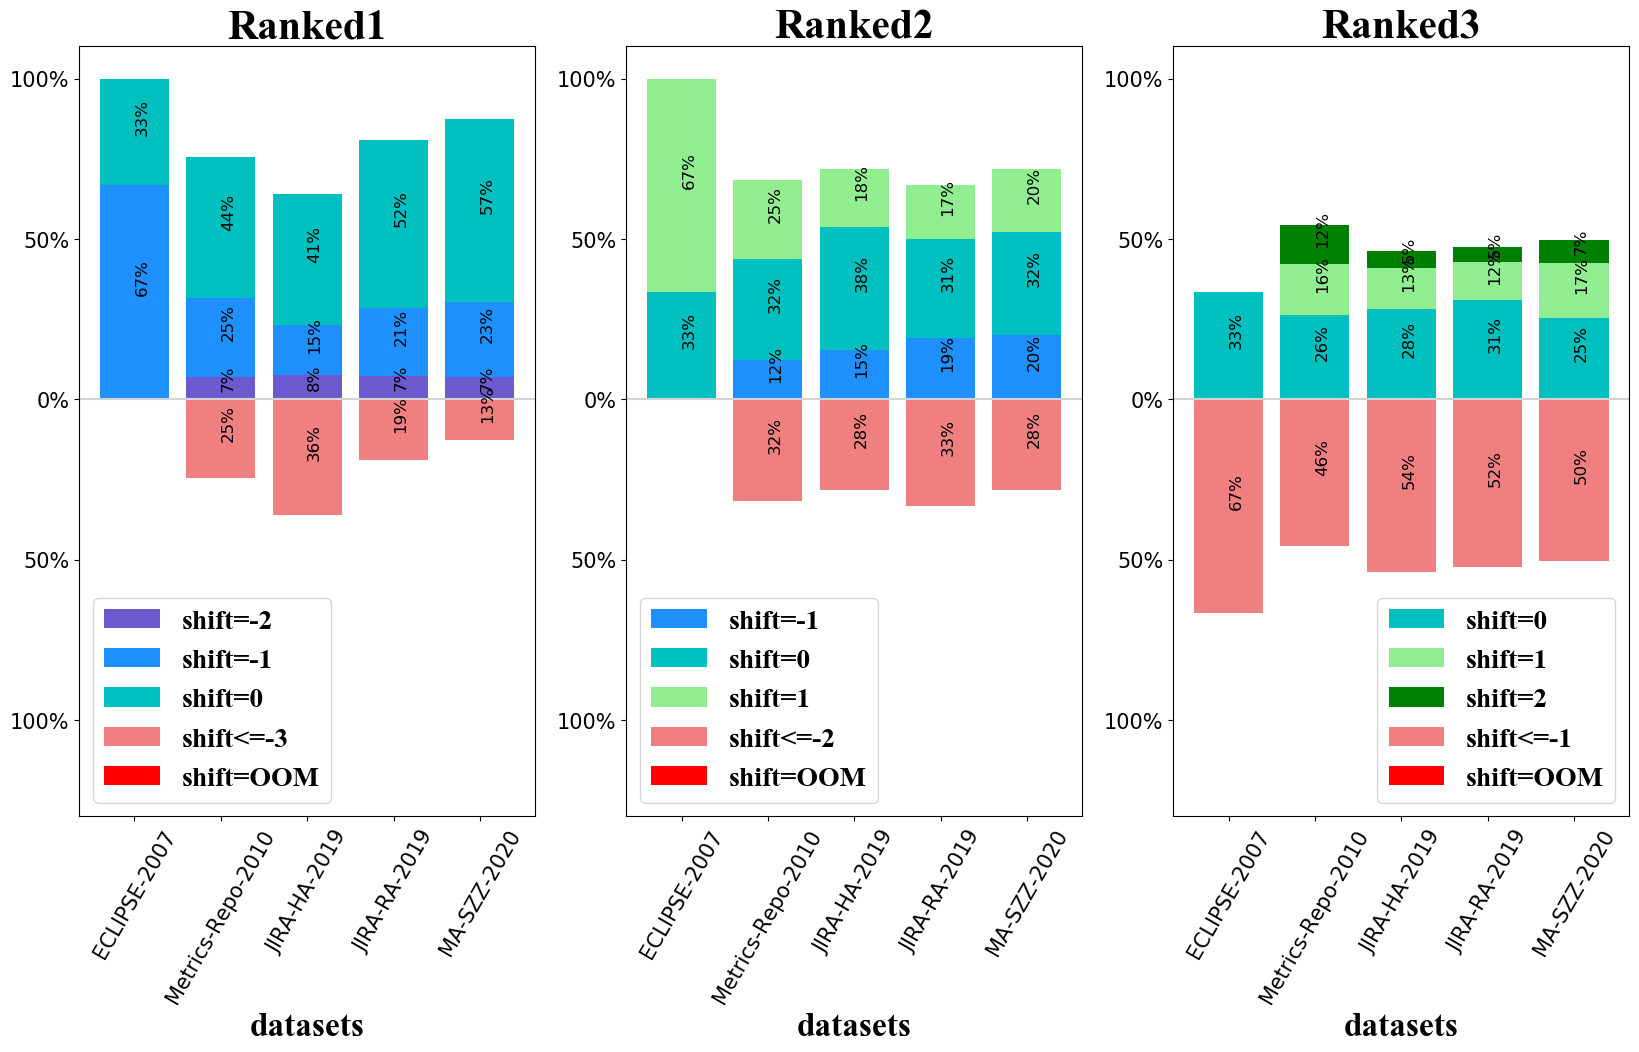 Ranked1
100%
50%
0%
50%
100%
33%
67%
44%
25%
7%
25%
41%
15%
8%
36%
52%
21%
7%
19%
57%
23%
7%
13%
shift=-2
shift=-1
shift=0
shift<=-3
shift=OOM
ECLIPSE-2007
Metrics-Repo-2010
JIRA-HA-2019
JIRA-RA-2019
MA-SZZ-2020
datasets
Ranked2
100%
50%
0%
50%
100%
67%
33%
25%
32%
12%
32%
18%
38%
15%
28%
17%
31%
19%
33%
20%
32%
20%
28%
shift=-1
shift=0
shift=1
shift<=-2
shift=OOM
ECLIPSE-2007
Metrics-Repo-2010
JIRA-HA-2019
JIRA-RA-2019
MA-SZZ-2020
datasets
Ranked3
100%
50%
0%
50%
100%
33%
67%
12%
16%
26%
46%
5%
13%
28%
54%
5%
12%
31%
52%
7%
17%
25%
50%
shift=0
shift=1
shift=2
shift<=-1
shift=OOM
ECLIPSE-2007
Metrics-Repo-2010
JIRA-HA-2019
JIRA-RA-2019
MA-SZZ-2020
datasets